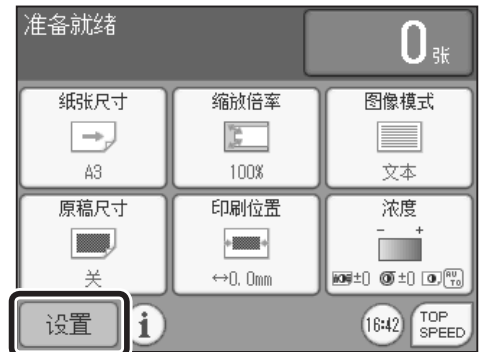 准备就绪
0张
纸张尺寸 缩放倍率 图像模式
A3 100% 文本
原稿尺寸 印刷位置 浓度
- +
关 ↔0.0mm ±0 ±0 AUTO
设置 i 16:42 TOP SPEED